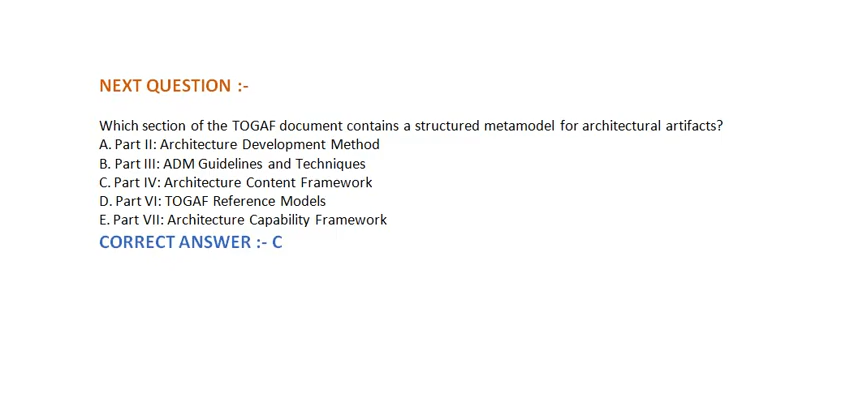 NEXT QUESTION :-
Which section of the TOGAF document contains a structured metamodel for architectural artifacts?
A. Part II: Architecture Development Method
B. Part III: ADM Guidelines and Techniques
C. Part IV: Architecture Content Framework
D. Part VI: TOGAF Reference Models
E. Part VII: Architecture Capability Framework
CORRECT ANSWER :- C